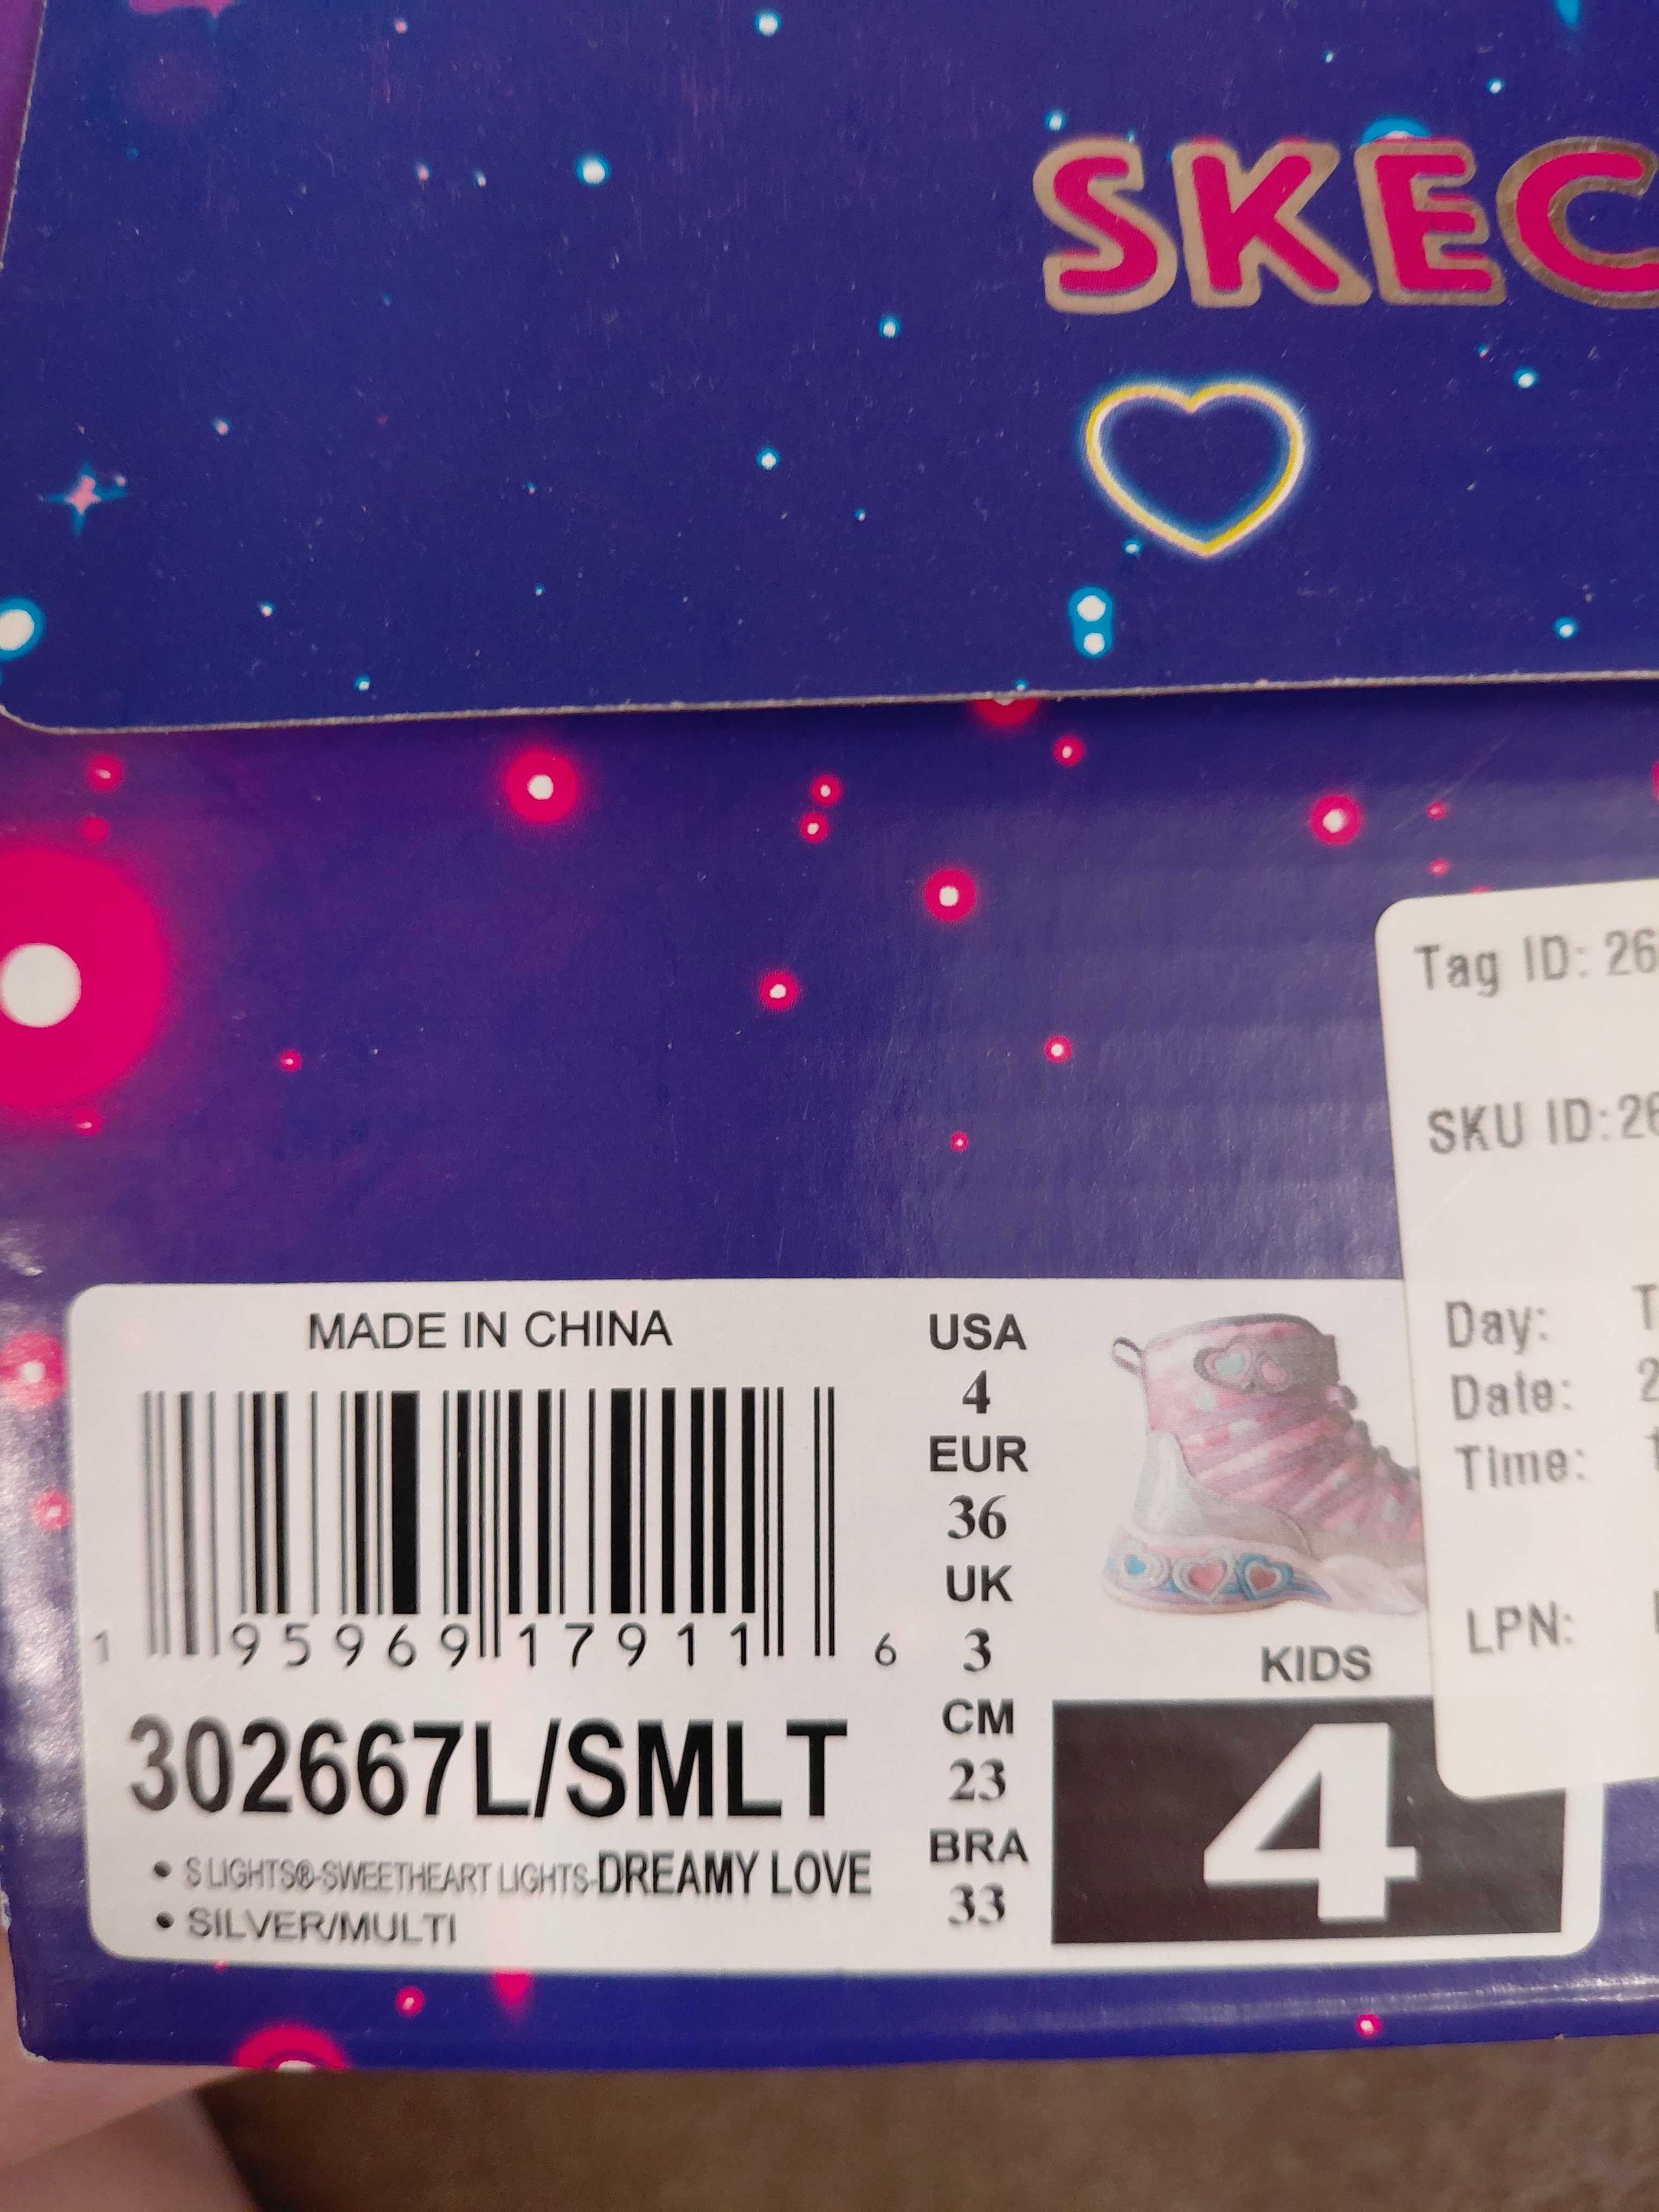 SKEC
Tag ID: 26
SKU ID: 26
Day: T
Date: 2
Time: 1
LPN:
MADE IN CHINA
1 95969 17911 6
302667L/SMLT
• S LIGHTS®-SWEETHEART LIGHTS-DREAMY LOVE
• SILVER/MULTI
USA
4
EUR
36
UK
3
CM
23
BRA
33
KIDS
4